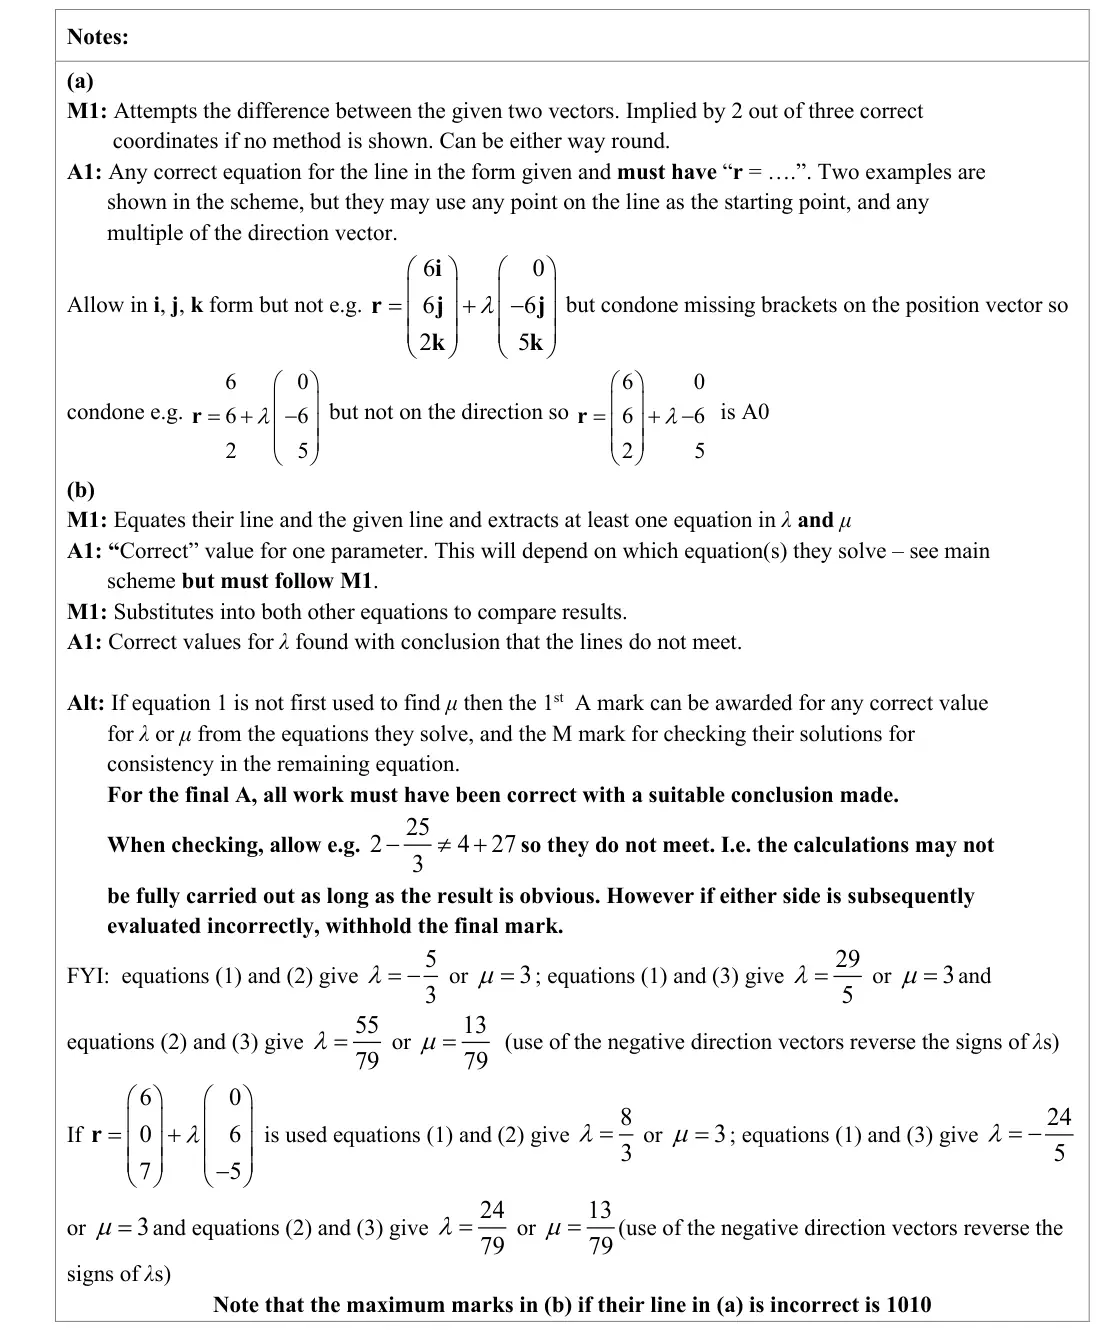 Notes:
(a)
M1: Attempts the difference between the given two vectors. Implied by 2 out of three correct
coordinates if no method is shown. Can be either way round.
A1: Any correct equation for the line in the form given and must have “r = ….”. Two examples are
shown in the scheme, but they may use any point on the line as the starting point, and any
multiple of the direction vector.
Allow in i, j, k form but not e.g. r = (6i 6j 2k) + λ (0 −6j 5k) but condone missing brackets on the position vector so
condone e.g. r = 6 6 2 + λ (0 −6 5) but not on the direction so r = (6 6 2) + λ 0 −6 5 is A0
(b)
M1: Equates their line and the given line and extracts at least one equation in λ and μ
A1: “Correct” value for one parameter. This will depend on which equation(s) they solve – see main
scheme but must follow M1.
M1: Substitutes into both other equations to compare results.
A1: Correct values for λ found with conclusion that the lines do not meet.
Alt: If equation 1 is not first used to find μ then the 1st A mark can be awarded for any correct value
for λ or μ from the equations they solve, and the M mark for checking their solutions for
consistency in the remaining equation.
For the final A, all work must have been correct with a suitable conclusion made.
When checking, allow e.g. 2 − 25/3 ≠ 4 + 27 so they do not meet. I.e. the calculations may not
be fully carried out as long as the result is obvious. However if either side is subsequently
evaluated incorrectly, withhold the final mark.
FYI: equations (1) and (2) give λ = −5/3 or μ = 3; equations (1) and (3) give λ = 29/5 or μ = 3 and
equations (2) and (3) give λ = 55/79 or μ = 13/79 (use of the negative direction vectors reverse the signs of λs)
If r = (6 0 7) + λ (0 6 −5) is used equations (1) and (2) give λ = 8/3 or μ = 3; equations (1) and (3) give λ = −24/5
or μ = 3 and equations (2) and (3) give λ = 24/79 or μ = 13/79 (use of the negative direction vectors reverse the
signs of λs)
Note that the maximum marks in (b) if their line in (a) is incorrect is 1010